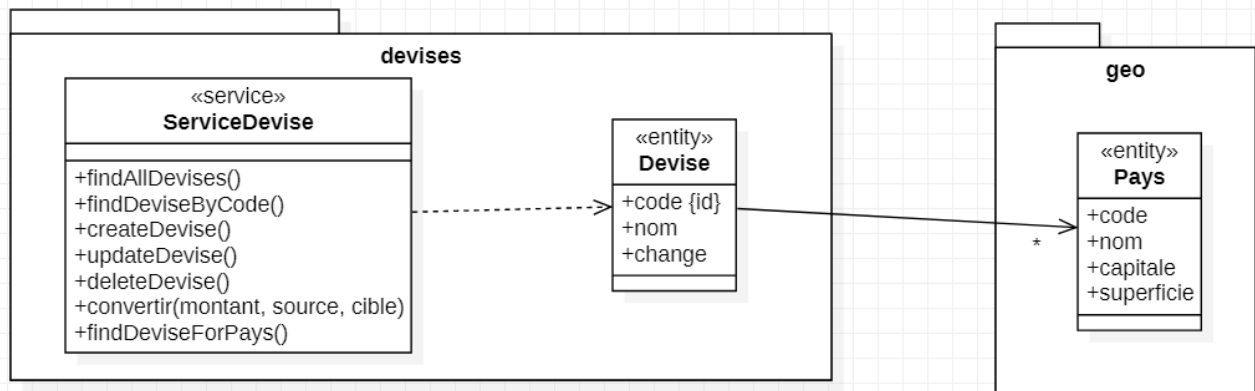 devises
«service»
ServiceDevise
+findAllDevises()
+findDeviseByCode()
+createDevise()
+updateDevise()
+deleteDevise()
+convertir(montant, source, cible)
+findDeviseForPays()
«entity»
Devise
+code {id}
+nom
+change
*
geo
«entity»
Pays
+code
+nom
+capitale
+superficie